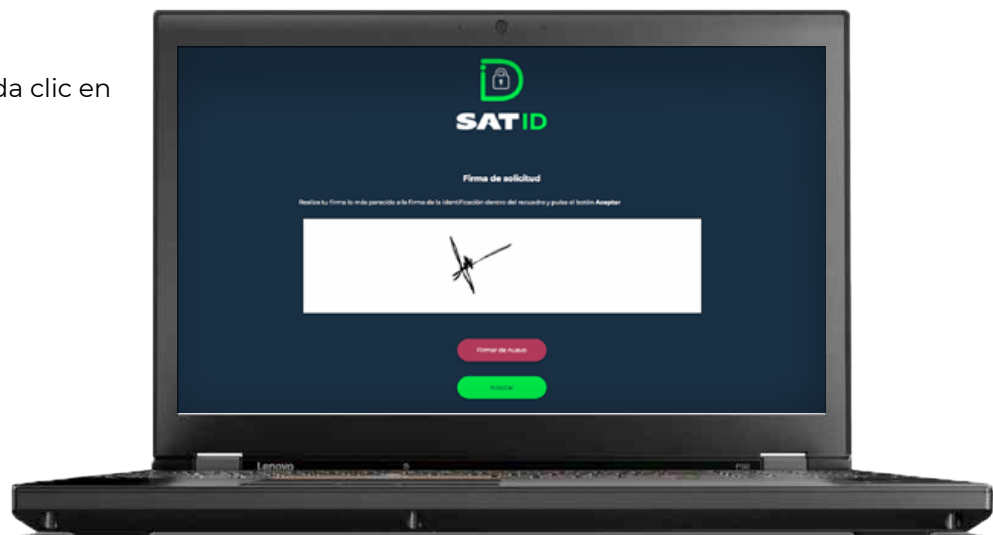 da clic en
iD
SATID
Firma de solicitud
Realiza tu firma lo más parecido a la firma de la identificación dentro del recuadro y pulsa el botón Aceptar
Firmar de nuevo
Aceptar
Lenovo